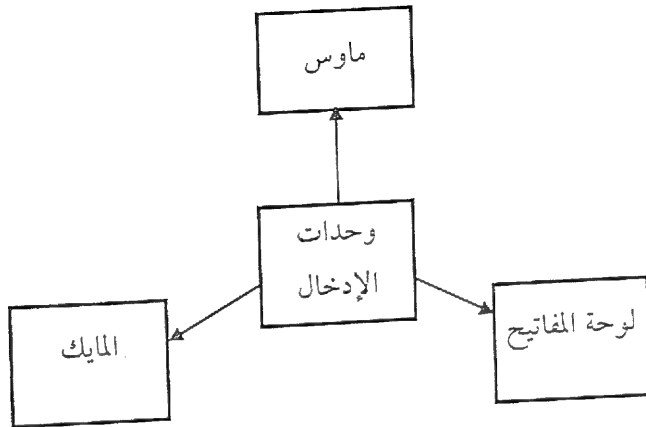 ماوس
وحدات
الإدخال
لوحة المفاتيح
المايك